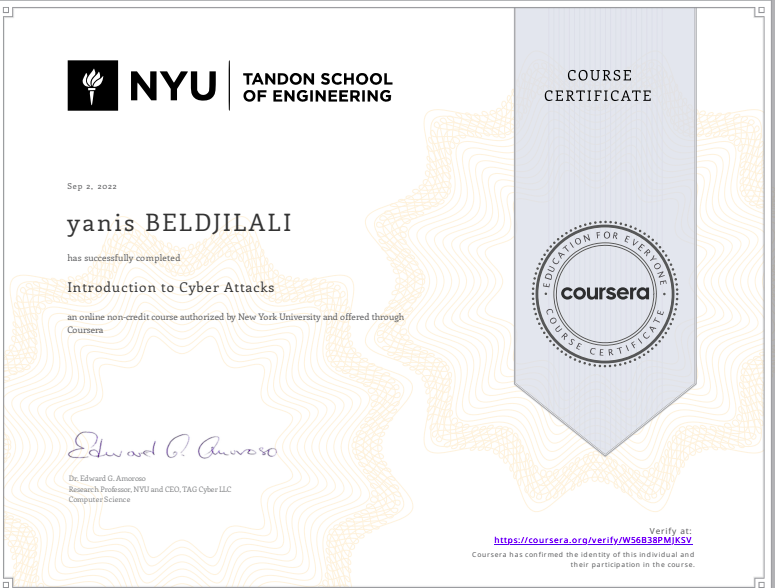 NYU
TANDON SCHOOL
OF ENGINEERING
COURSE
CERTIFICATE
Sep 2, 2022
yanis BELDJILALI
has successfully completed
Introduction to Cyber Attacks
an online non-credit course authorized by New York University and offered through
Coursera
EDUCATION FOR EVERYONE
coursera
COURSE CERTIFICATE
Edward G. Amoroso
Dr. Edward G. Amoroso
Research Professor, NYU and CEO, TAG Cyber LLC
Computer Science
Verify at:
https://coursera.org/verify/W56B38PMJKSV
Coursera has confirmed the identity of this individual and
their participation in the course.